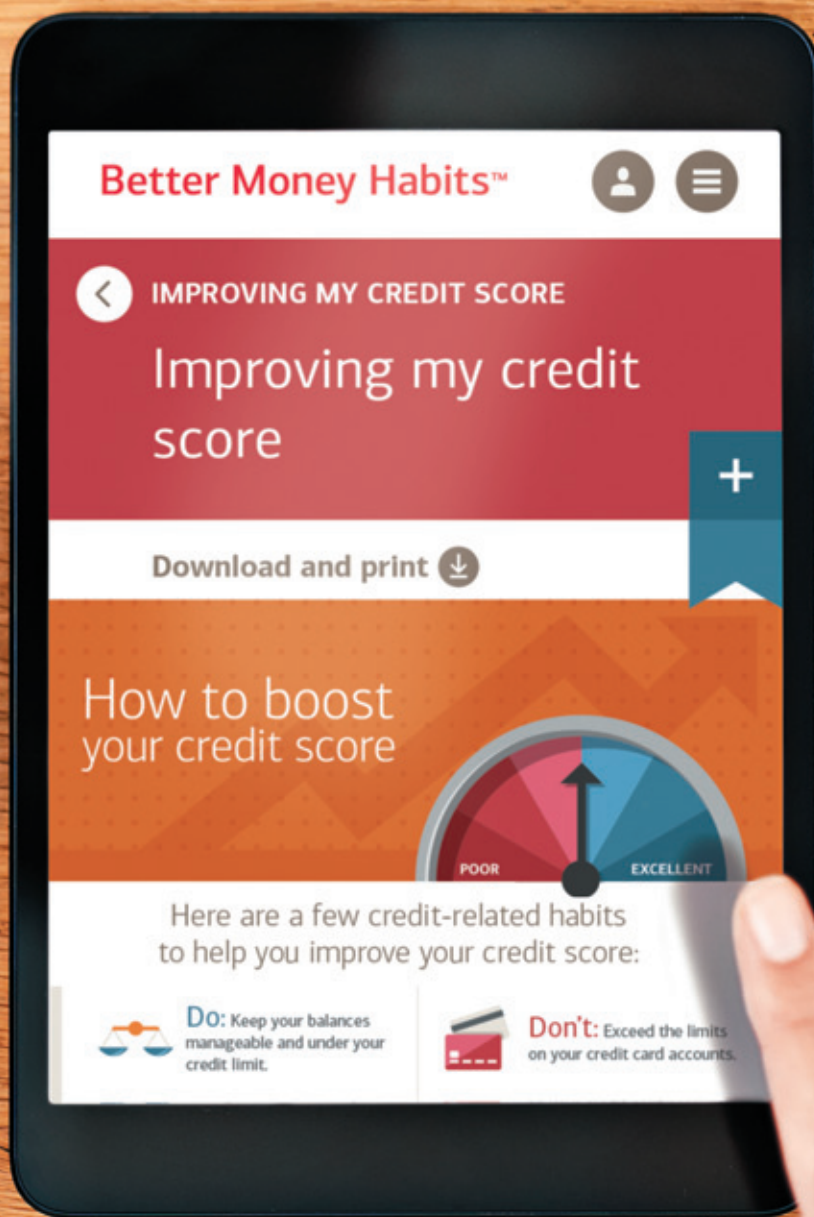 Better Money Habits™
IMPROVING MY CREDIT SCORE
Improving my credit
score
Download and print
How to boost
your credit score
POOR
EXCELLENT
Here are a few credit-related habits
to help you improve your credit score:
Do: Keep your balances
manageable and under your
credit limit.
Don't: Exceed the limits
on your credit card accounts.